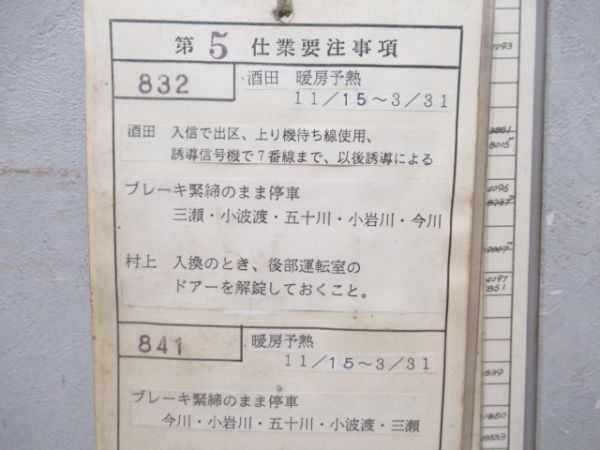 第 5 仕業要注事項
832 酒田 暖房予熱
11/15～3/31
酒田 入信で出区、上り機待ち線使用、
誘導信号機で7番線まで、以後誘導による
ブレーキ緊締のまま停車
三瀬・小波渡・五十川・小岩川・今川
村上 入換のとき、後部運転室の
ドアーを解錠しておくこと。
841 暖房予熱
11/15～3/31
ブレーキ緊締のまま停車
今川・小岩川・五十川・小波渡・三瀬
4093
8015
4096
4097
851
839